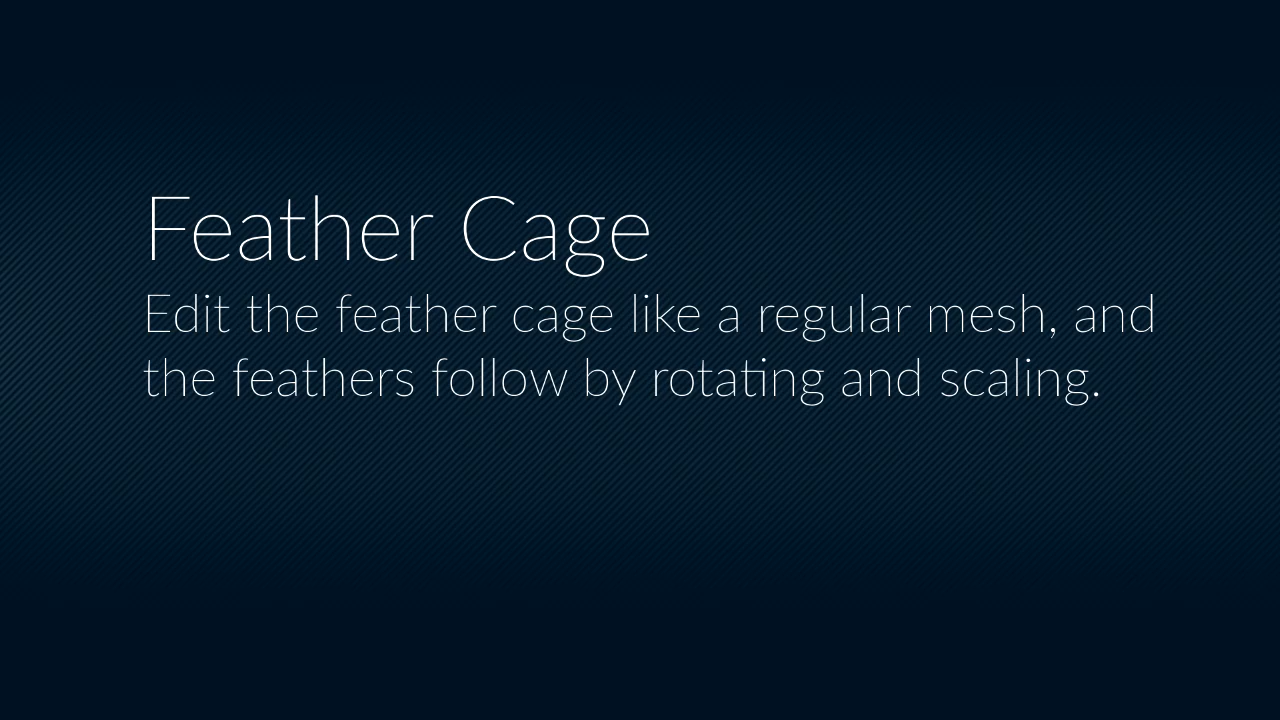 Feather Cage
Edit the feather cage like a regular mesh, and
the feathers follow by rotating and scaling.